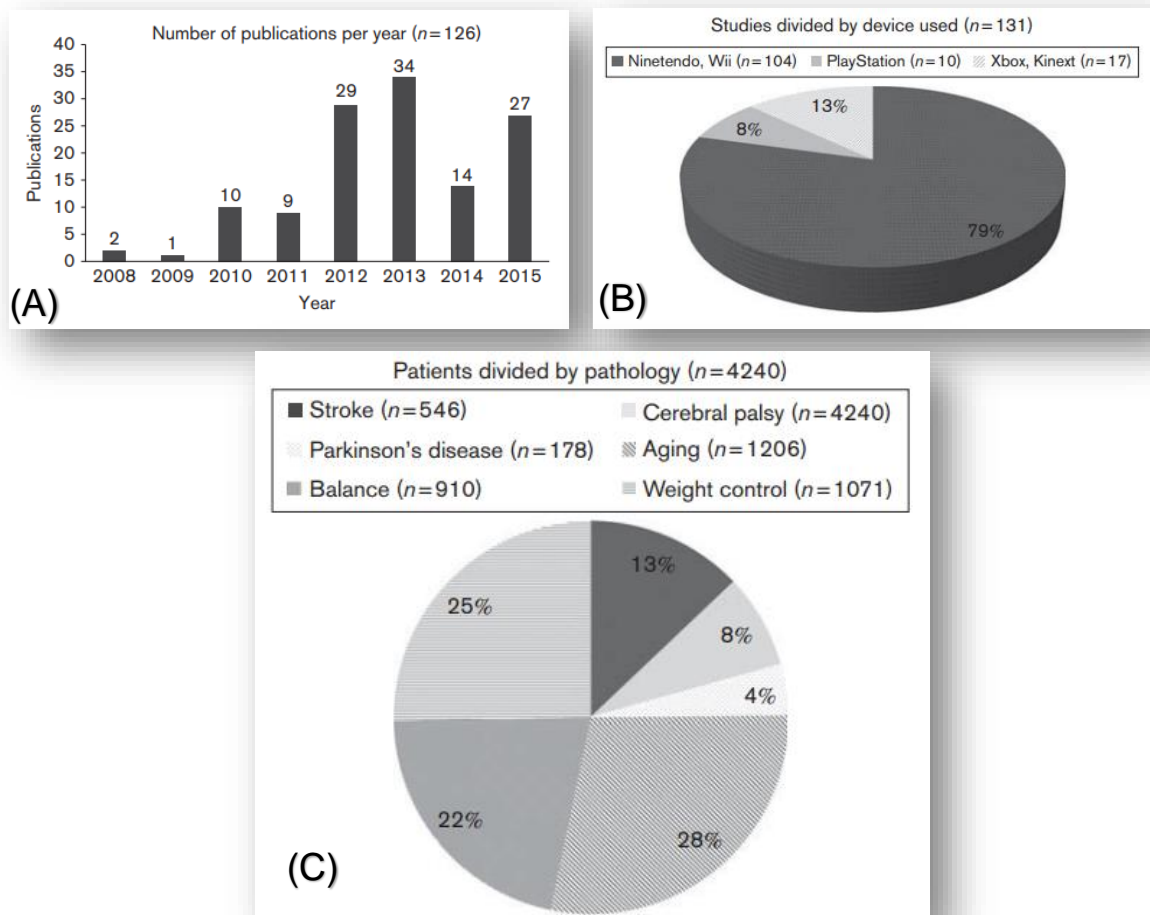 Number of publications per year (n=126)
Publications
40
35
30
25
20
15
10
5
0
2
1
10
9
29
34
14
27
2008 2009 2010 2011 2012 2013 2014 2015
Year
(A)
Studies divided by device used (n=131)
Ninetendo, Wii (n=104) PlayStation (n=10) Xbox, Kinext (n=17)
13%
8%
79%
(B)
Patients divided by pathology (n=4240)
Stroke (n=546) Cerebral palsy (n=4240)
Parkinson's disease (n=178) Aging (n=1206)
Balance (n=910) Weight control (n=1071)
13%
25%
8%
4%
22%
28%
(C)